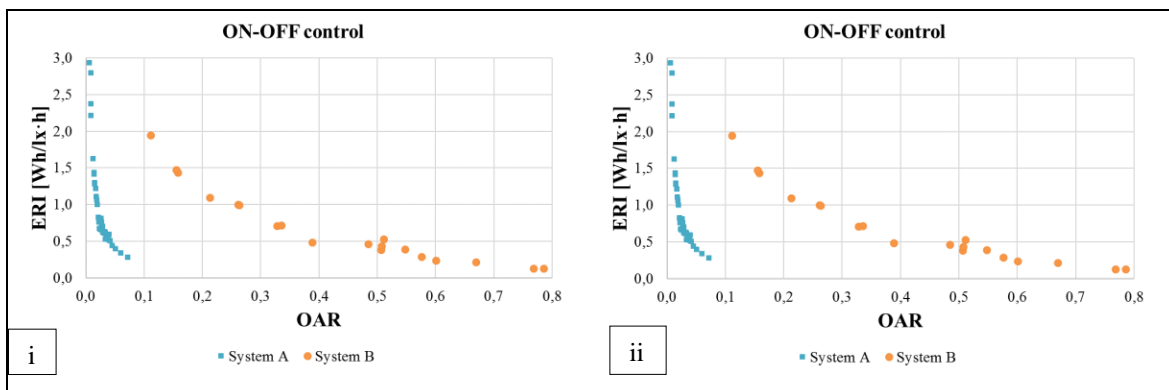 ON-OFF control
ERI [Wh/lx·h]
3,0
2,5
2,0
1,5
1,0
0,5
0,0
0,0 0,1 0,2 0,3 0,4 0,5 0,6 0,7 0,8
OAR
System A System B
i
ON-OFF control
ERI [Wh/lx·h]
3,0
2,5
2,0
1,5
1,0
0,5
0,0
0,0 0,1 0,2 0,3 0,4 0,5 0,6 0,7 0,8
OAR
System A System B
ii